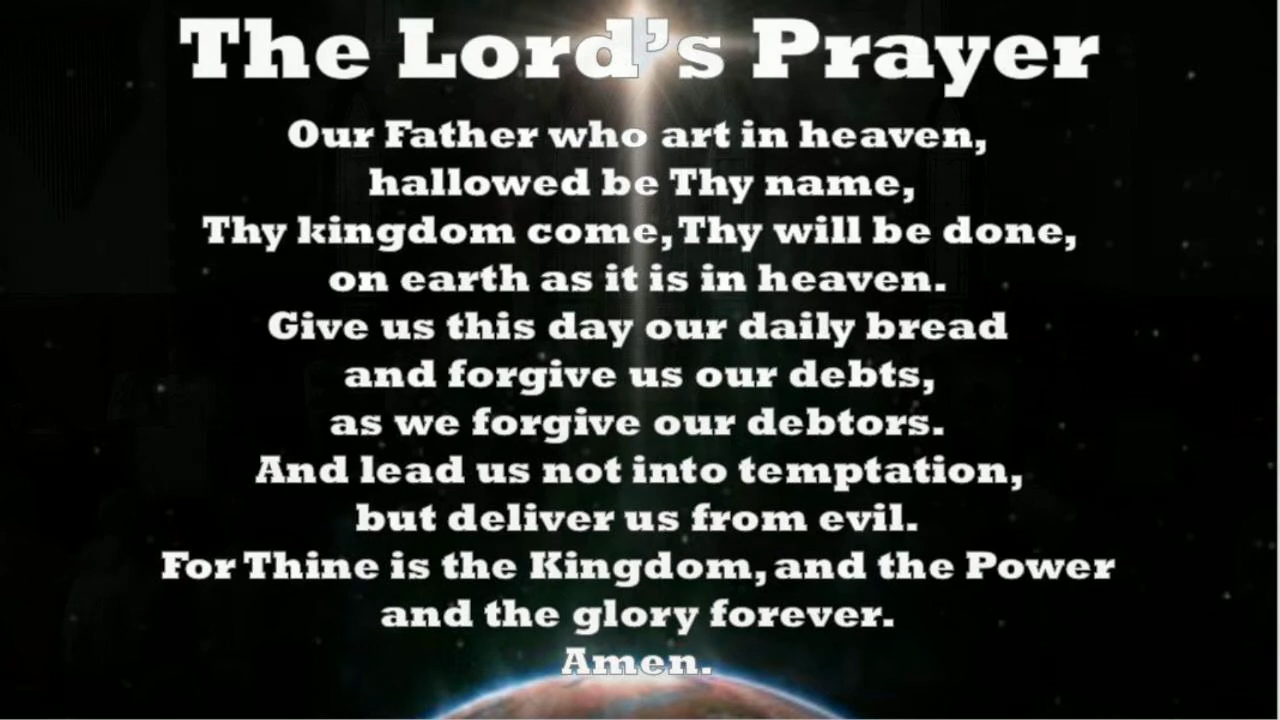 The Lord’s Prayer
Our Father who art in heaven,
hallowed be Thy name,
Thy kingdom come, Thy will be done,
on earth as it is in heaven.
Give us this day our daily bread
and forgive us our debts,
as we forgive our debtors.
And lead us not into temptation,
but deliver us from evil.
For Thine is the Kingdom, and the Power
and the glory forever.
Amen.